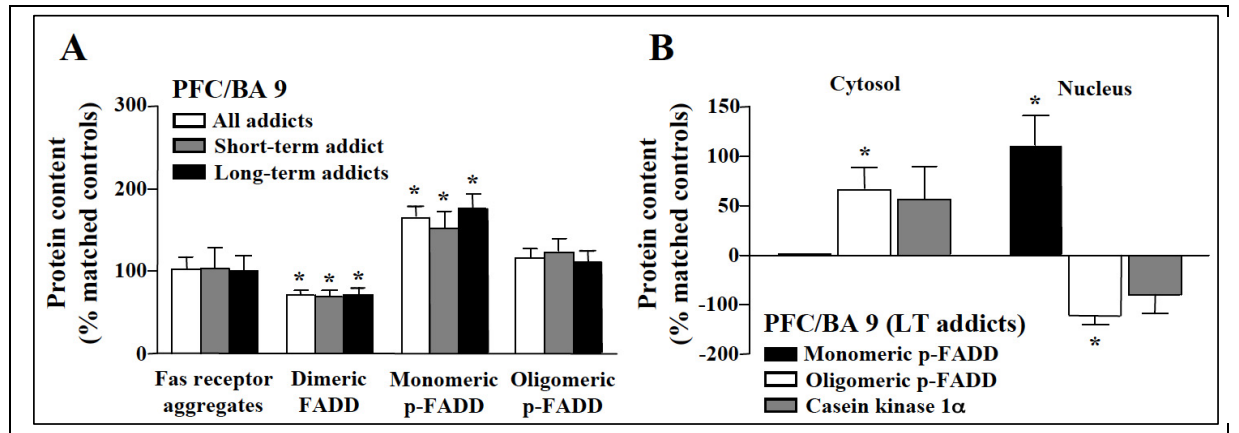 A
PFC/BA 9
All addicts
Short-term addict
Long-term addicts
Protein content
(% matched controls)
300
200
100
0
* * *
* * *
Fas receptor
aggregates
Dimeric
FADD
Monomeric
p-FADD
Oligomeric
p-FADD
B
Cytosol
Nucleus
Protein content
(% matched controls)
150
100
50
0
-100
-200
*
*
*
PFC/BA 9 (LT addicts)
Monomeric p-FADD
Oligomeric p-FADD
Casein kinase 1α